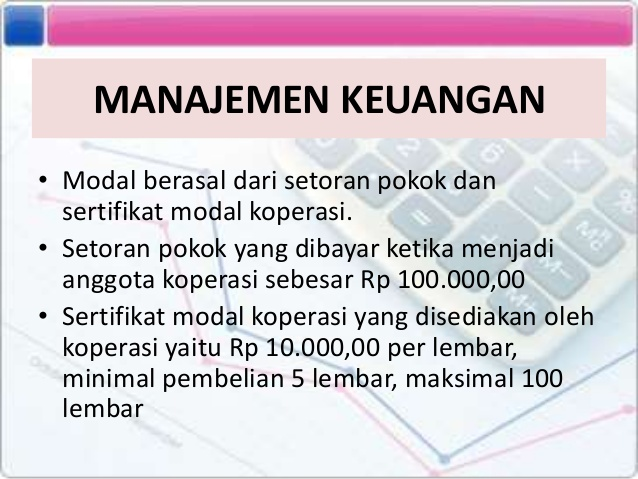 MANAJEMEN KEUANGAN
• Modal berasal dari setoran pokok dan
sertifikat modal koperasi.
• Setoran pokok yang dibayar ketika menjadi
anggota koperasi sebesar Rp 100.000,00
• Sertifikat modal koperasi yang disediakan oleh
koperasi yaitu Rp 10.000,00 per lembar,
minimal pembelian 5 lembar, maksimal 100
lembar